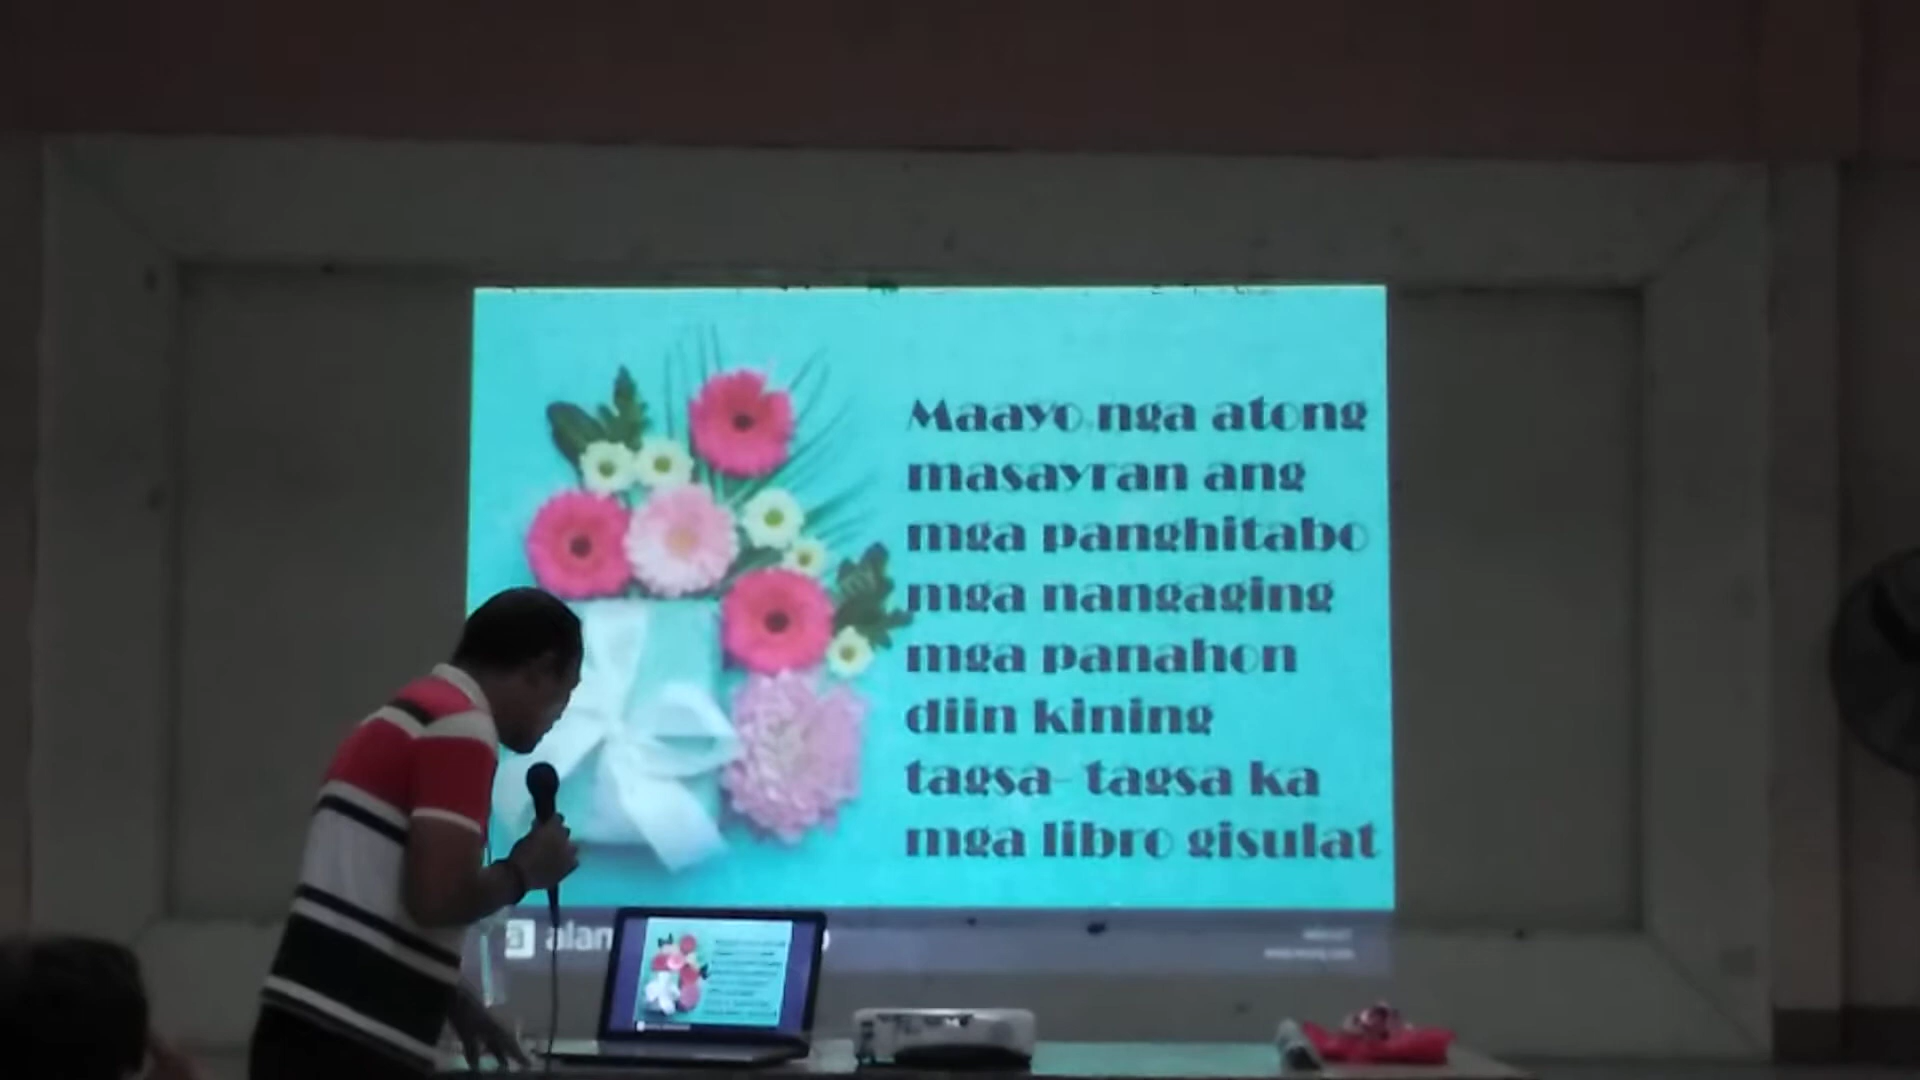 Maayo nga atong
masayran ang
mga panghitabo
mga nangaging
mga panahon
diin kining
tagsa- tagsa ka
mga libro gisulat
a alam